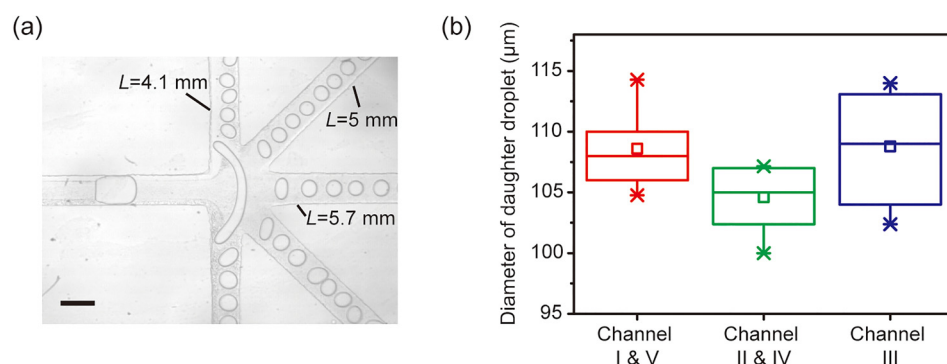 (a)
L=4.1 mm
L=5 mm
L=5.7 mm
(b)
Diameter of daughter droplet (µm)
115
110
105
100
95
Channel
I & V
Channel
II & IV
Channel
III